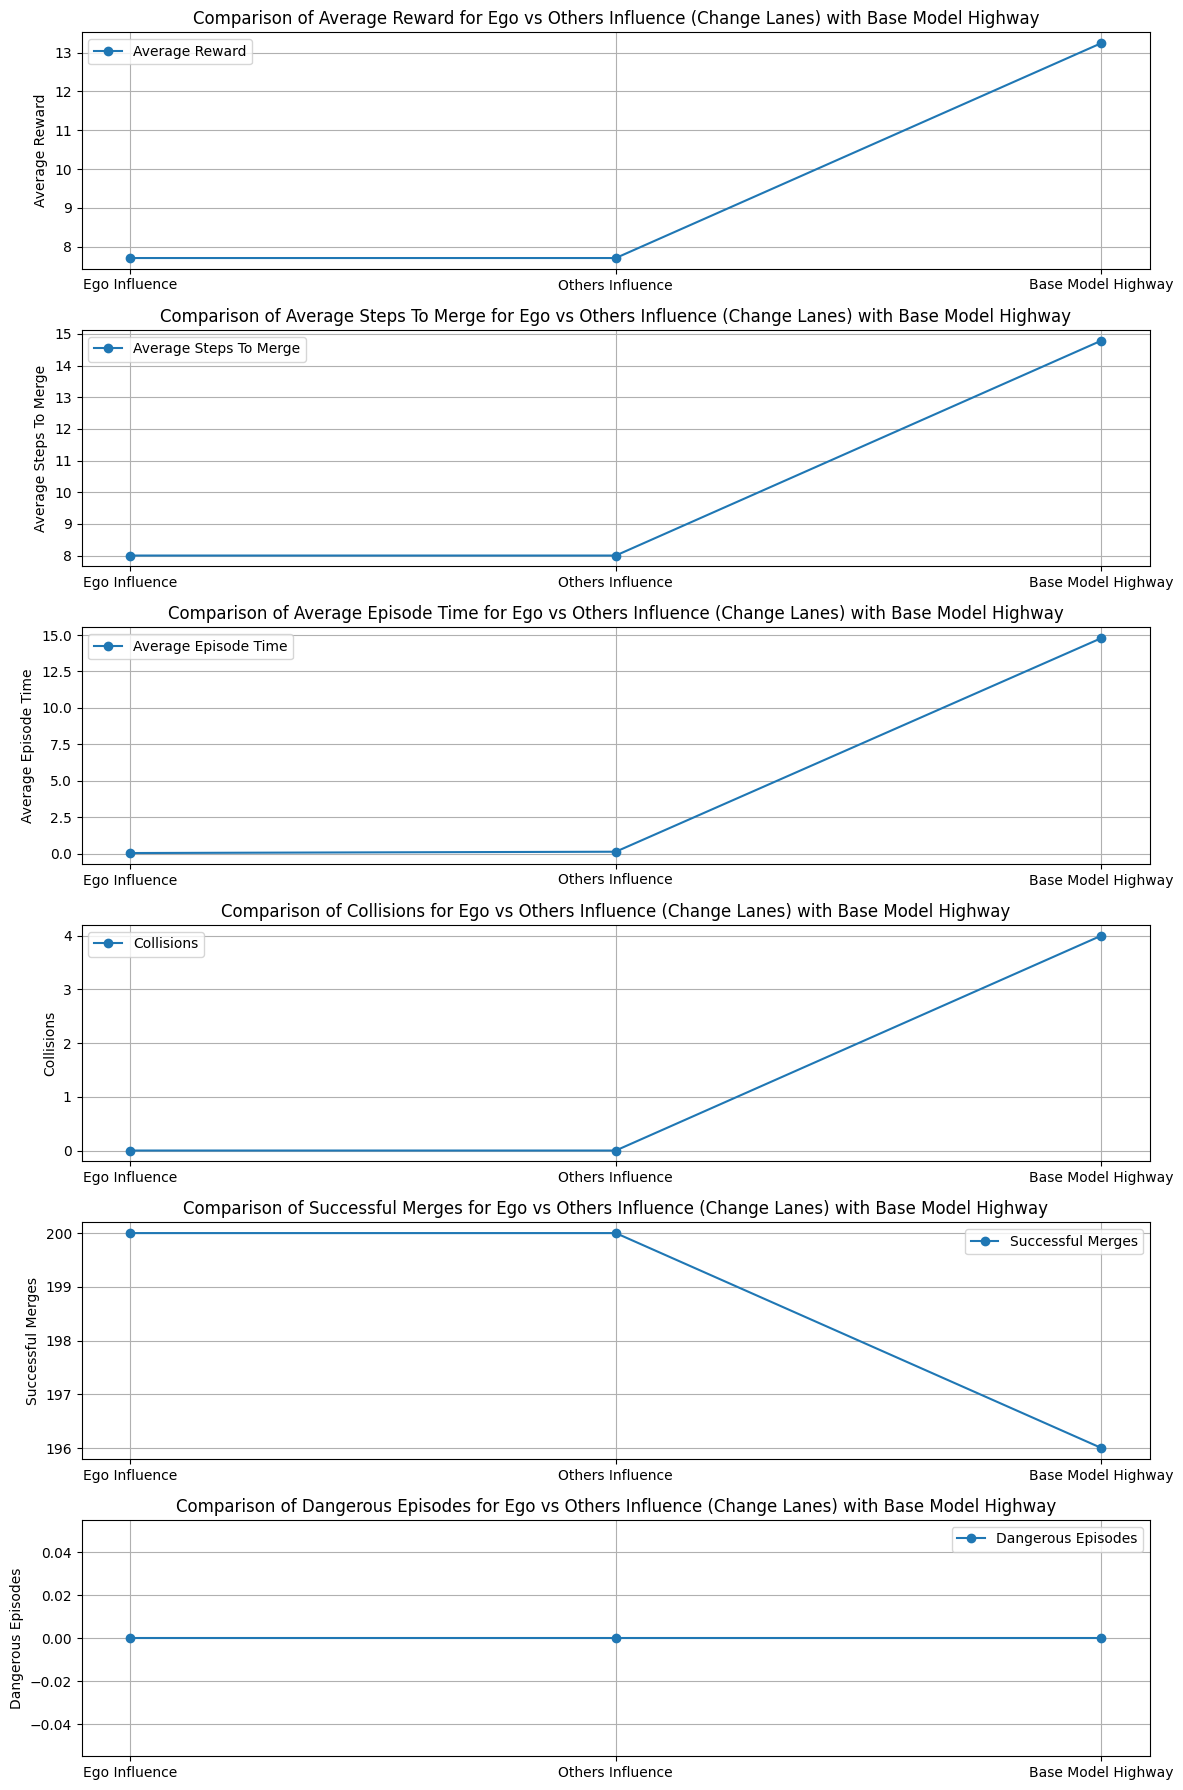 Comparison of Average Reward for Ego vs Others Influence (Change Lanes) with Base Model Highway
Average Reward
Average Reward
13
12
11
10
9
8
Ego Influence Others Influence Base Model Highway
Comparison of Average Steps To Merge for Ego vs Others Influence (Change Lanes) with Base Model Highway
Average Steps To Merge
Average Steps To Merge
15
14
13
12
11
10
9
8
Ego Influence Others Influence Base Model Highway
Comparison of Average Episode Time for Ego vs Others Influence (Change Lanes) with Base Model Highway
Average Episode Time
Average Episode Time
15.0
12.5
10.0
7.5
5.0
2.5
0.0
Ego Influence Others Influence Base Model Highway
Comparison of Collisions for Ego vs Others Influence (Change Lanes) with Base Model Highway
Collisions
Collisions
4
3
2
1
0
Ego Influence Others Influence Base Model Highway
Comparison of Successful Merges for Ego vs Others Influence (Change Lanes) with Base Model Highway
Successful Merges
Successful Merges
200
199
198
197
196
Ego Influence Others Influence Base Model Highway
Comparison of Dangerous Episodes for Ego vs Others Influence (Change Lanes) with Base Model Highway
Dangerous Episodes
Dangerous Episodes
0.04
0.02
0.00
−0.02
−0.04
Ego Influence Others Influence Base Model Highway